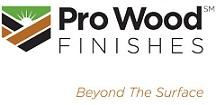 Pro Wood℠
FINISHES
Beyond The Surface